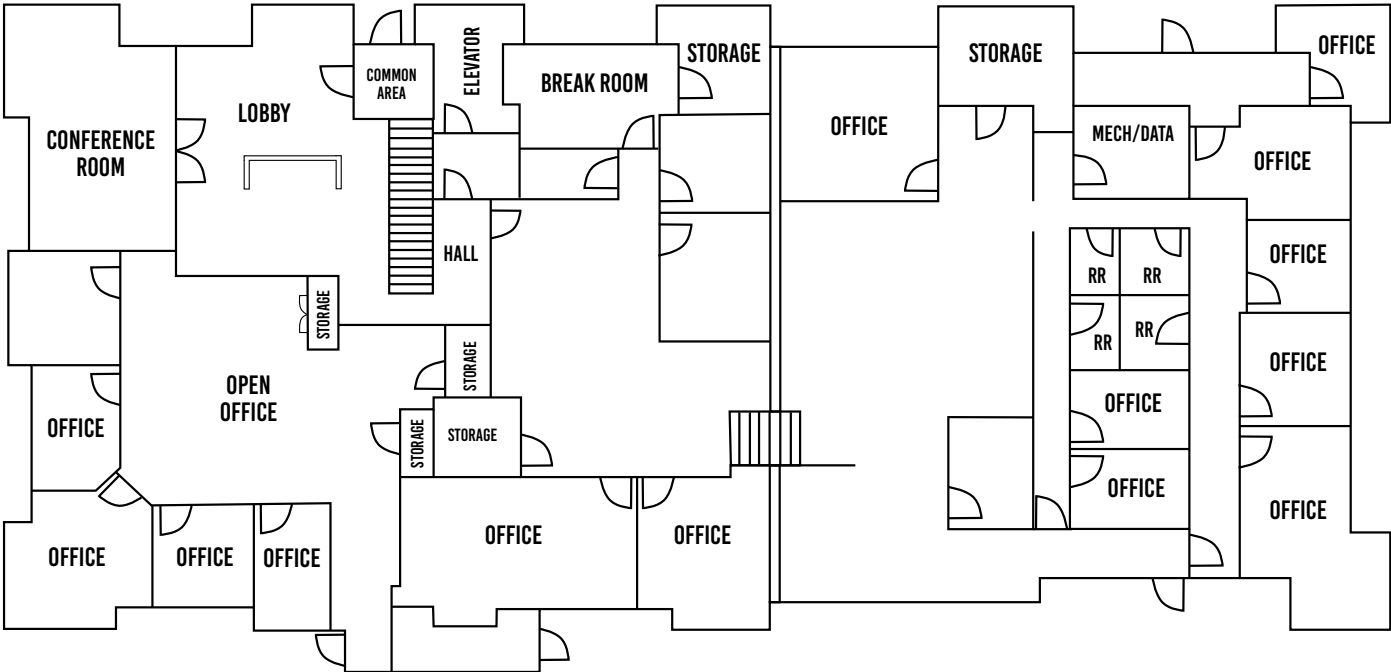 ELEVATOR
STORAGE
STORAGE
OFFICE
COMMON
AREA
BREAK ROOM
LOBBY
OFFICE
MECH/DATA
CONFERENCE
ROOM
OFFICE
HALL
OFFICE
RR
RR
STORAGE
RR
RR
STORAGE
OFFICE
OPEN
OFFICE
OFFICE
OFFICE
STORAGE
STORAGE
OFFICE
OFFICE
OFFICE
OFFICE
OFFICE
OFFICE
OFFICE
OFFICE